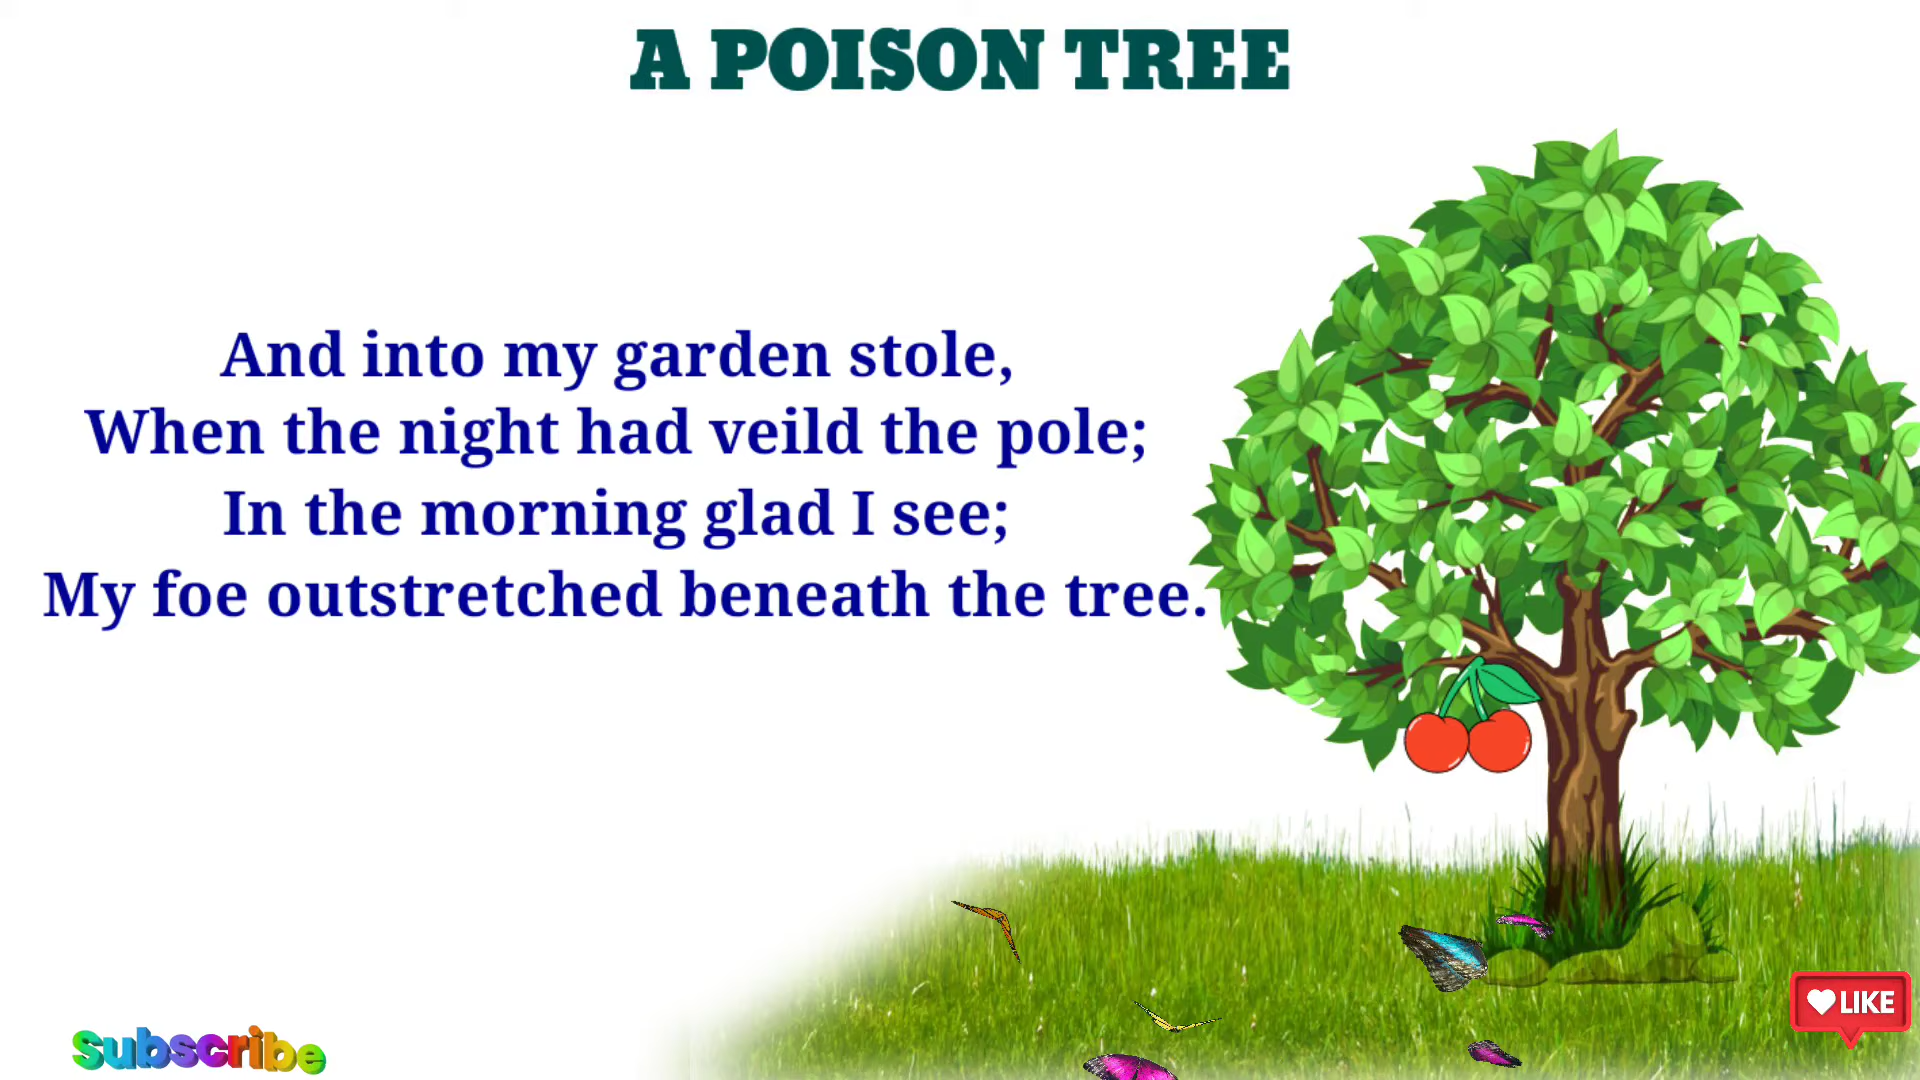 A POISON TREE
And into my garden stole,
When the night had veild the pole;
In the morning glad I see;
My foe outstretched beneath the tree.
Subscribe
LIKE